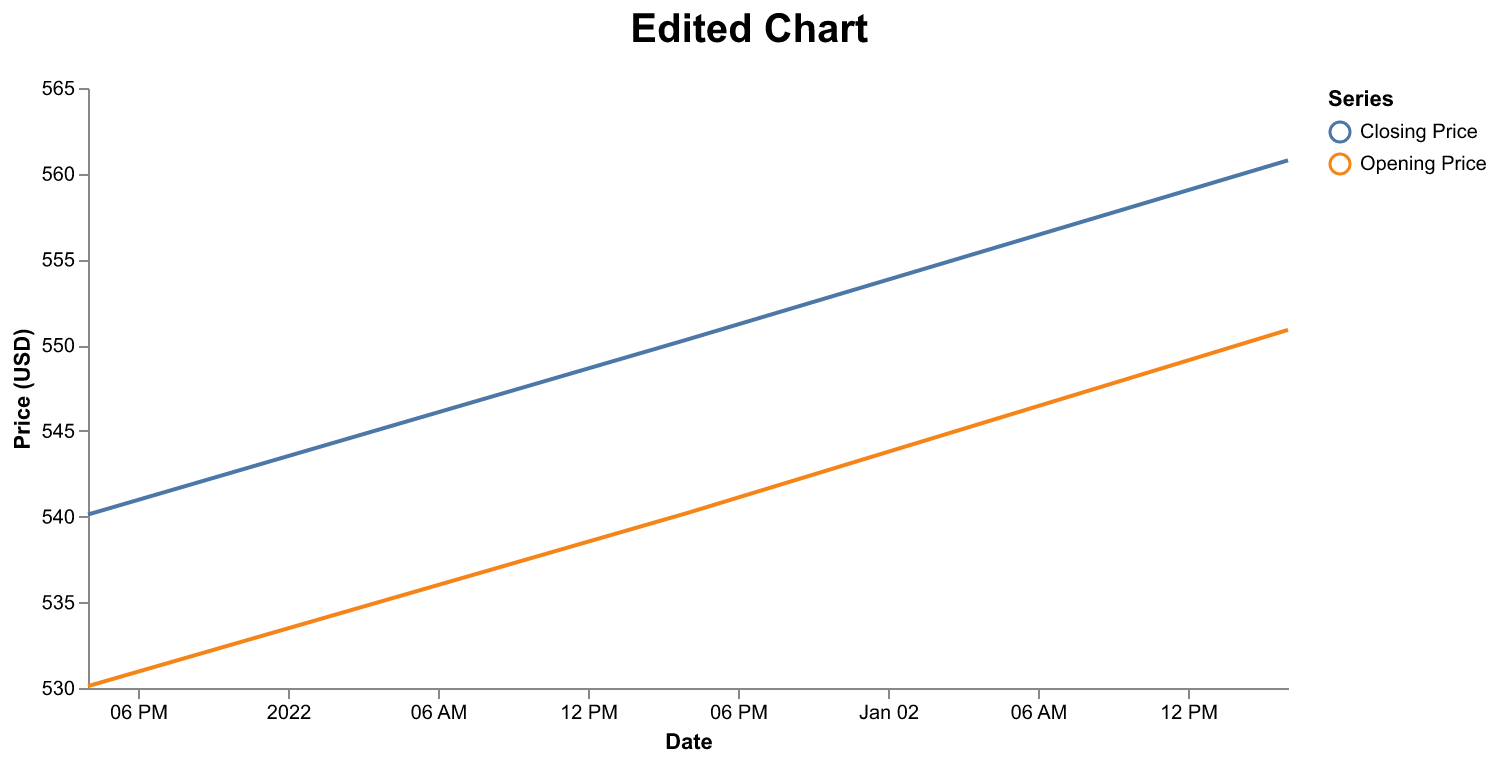 Edited Chart
Series
Closing Price
Opening Price
Price (USD)
565
560
555
550
545
540
535
530
06 PM
2022
06 AM
12 PM
06 PM
Jan 02
06 AM
12 PM
Date